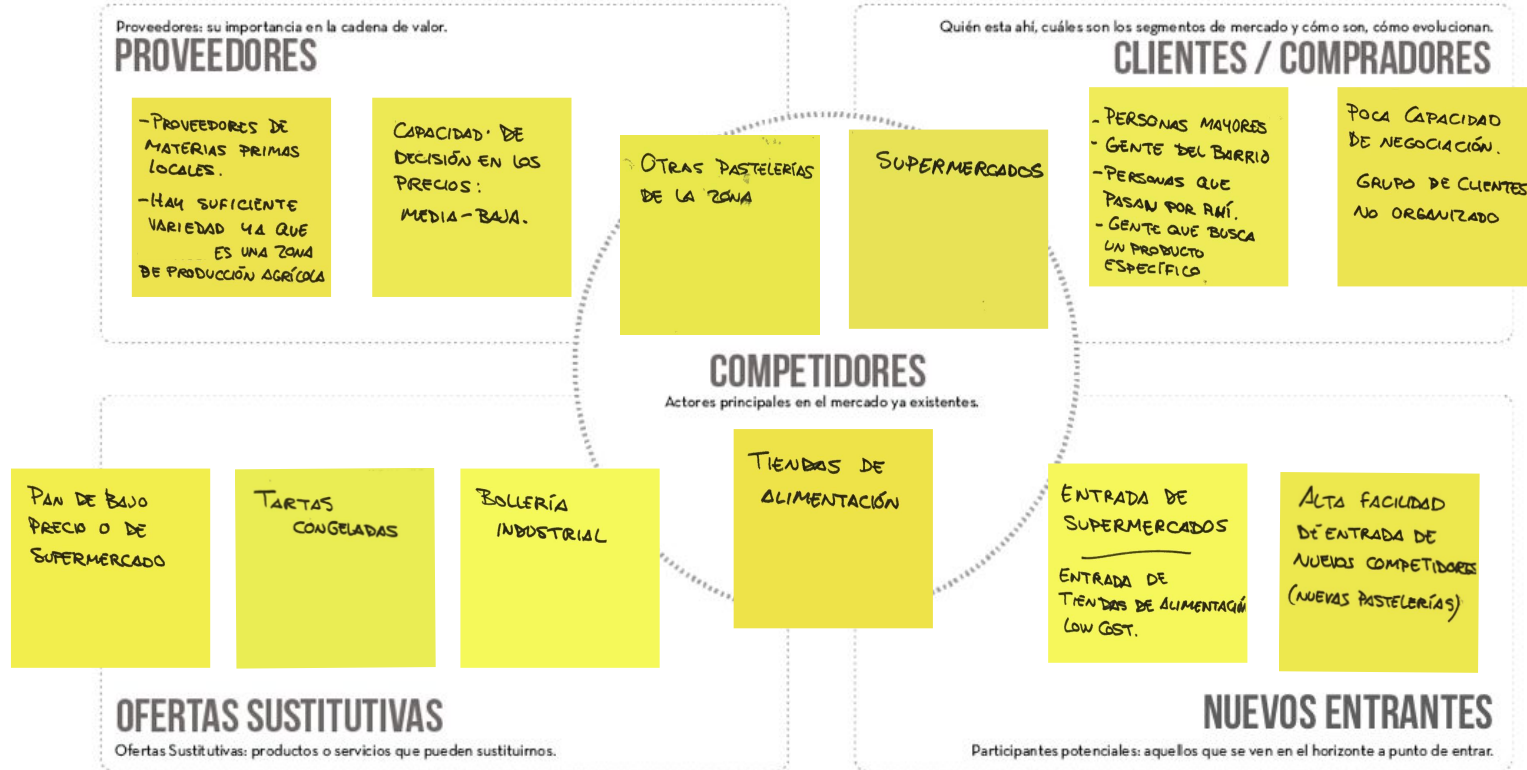 Proveedores: su importancia en la cadena de valor.
PROVEEDORES
-PROVEEDORES DE
MATERIAS PRIMAS
LOCALES.
-HAY SUFICIENTE
VARIEDAD YA QUE
ES UNA ZONA
DE PRODUCCIÓN AGRÍCOLA
CAPACIDAD DE
DECISIÓN EN LOS
PRECIOS:
MEDIA-BAJA.
Quién esta ahí, cuáles son los segmentos de mercado y cómo son, cómo evolucionan.
CLIENTES / COMPRADORES
- PERSONAS MAYORES
- GENTE DEL BARRIO
- PERSONAS QUE
PASAN POR AHÍ.
- GENTE QUE BUSCA
UN PRODUCTO
ESPECÍFICO.
POCA CAPACIDAD
DE NEGOCIACIÓN.
GRUPO DE CLIENTES
NO ORGANIZADO
OTRAS PASTELERÍAS
DE LA ZONA
SUPERMERCADOS
COMPETIDORES
Actores principales en el mercado ya existentes.
TIENDAS DE
ALIMENTACIÓN
PAN DE BAJO
PRECIO O DE
SUPERMERCADO
TARTAS
CONGELADAS
BOLLERÍA
INDUSTRIAL
OFERTAS SUSTITUTIVAS
Ofertas Sustitutivas: productos o servicios que pueden sustituirnos.
ENTRADA DE
SUPERMERCADOS
ENTRADA DE
TIENDAS DE ALIMENTACIÓN
LOW COST.
ALTA FACILIDAD
DE ENTRADA DE
NUEVOS COMPETIDORES
(NUEVAS PASTELERÍAS)
NUEVOS ENTRANTES
Participantes potenciales: aquellos que se ven en el horizonte a punto de entrar.